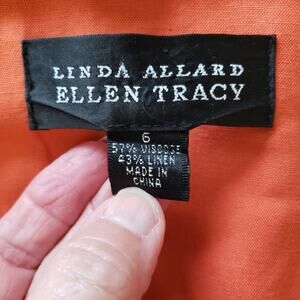 LINDA ALLARD
ELLEN TRACY
6
57% VISCOSE
43% LINEN
MADE IN
CHINA